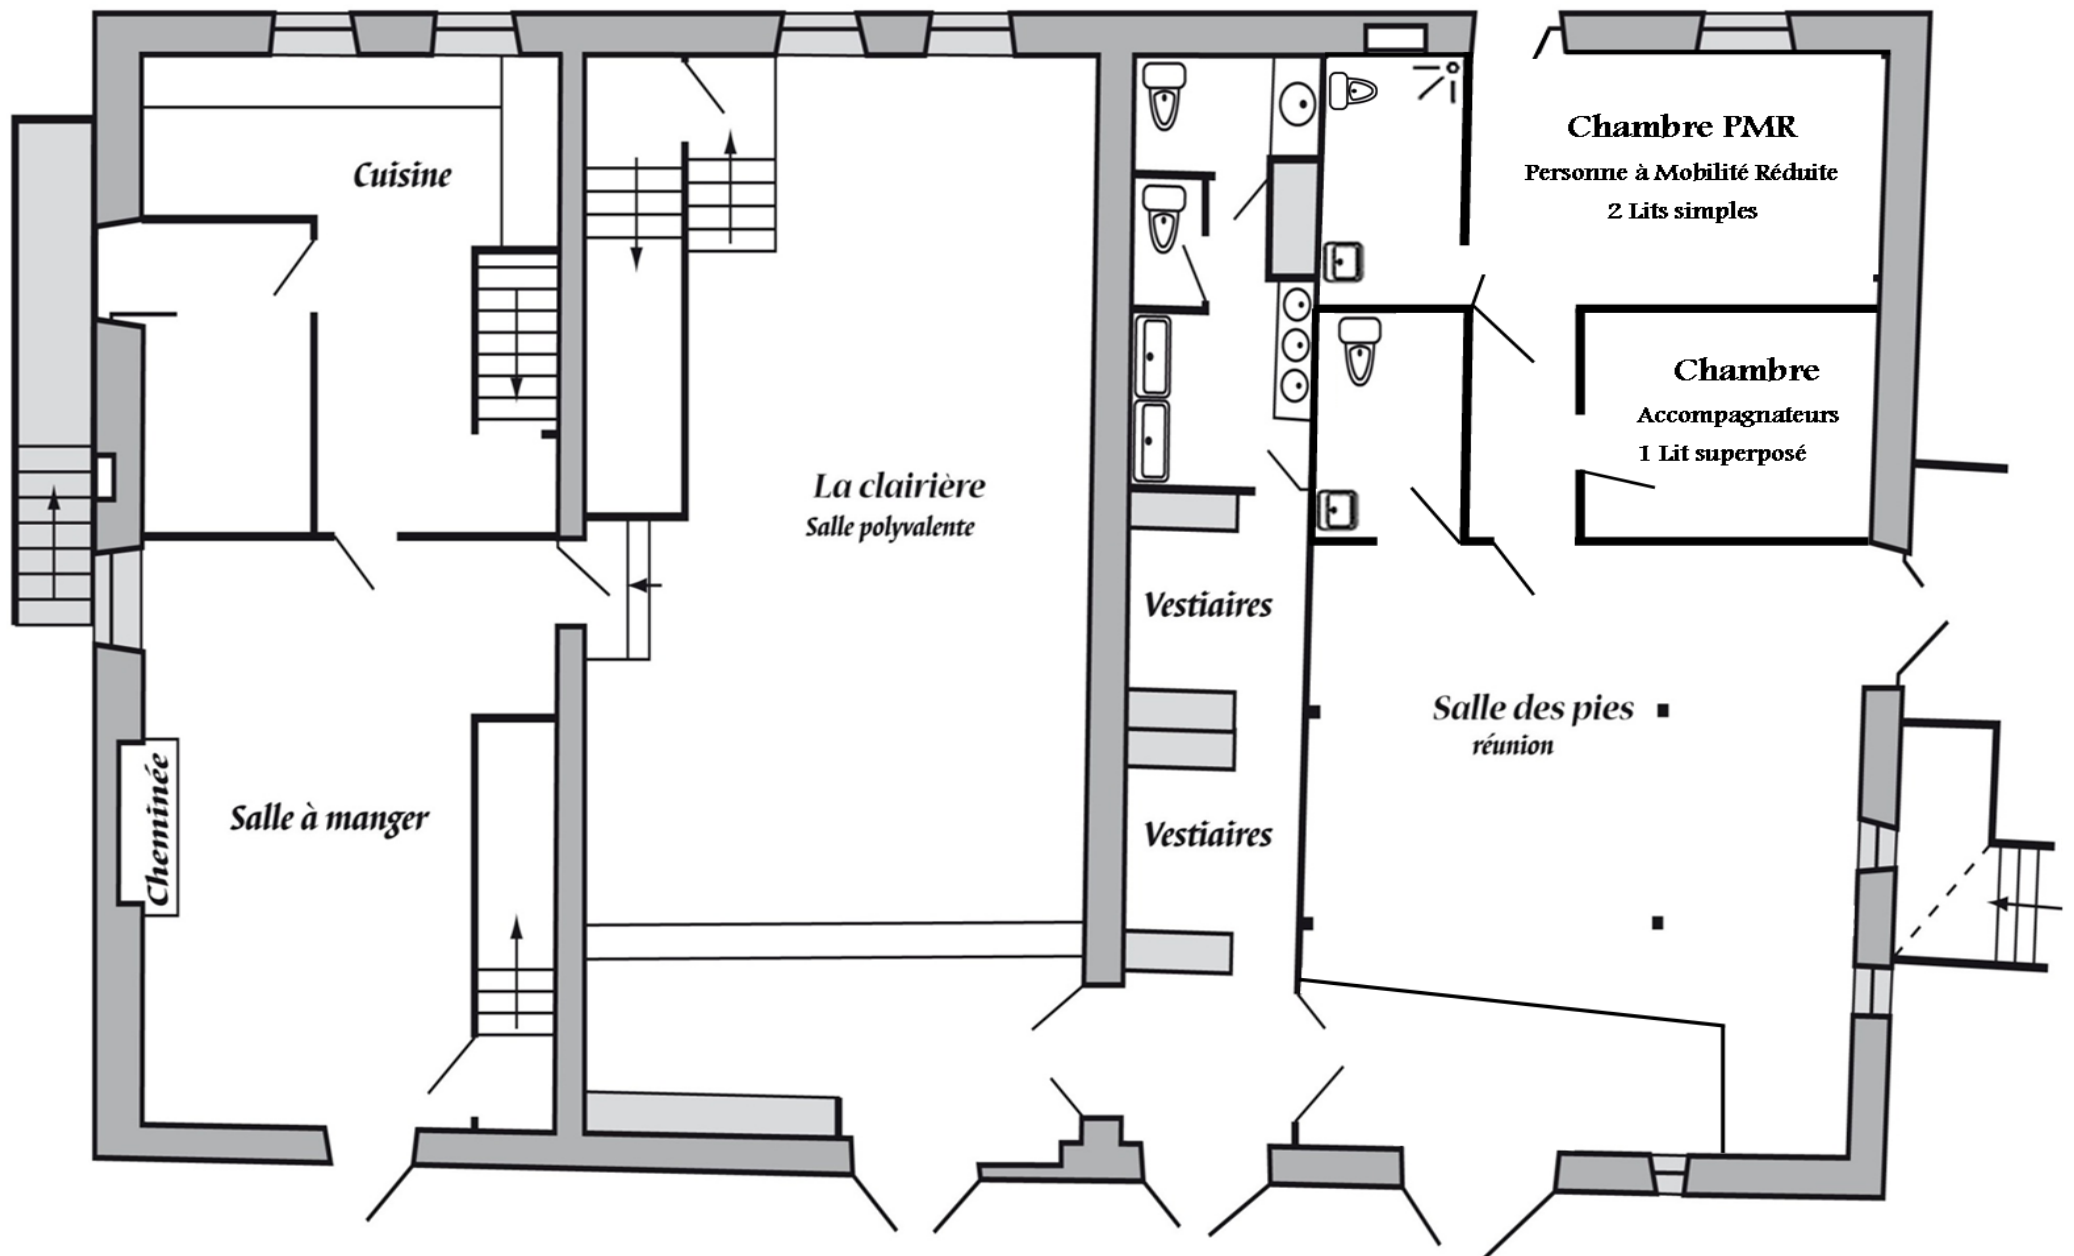 Cuisine
Chambre PMR
Personne à Mobilité Réduite
2 Lits simples
Chambre
Accompagnateurs
1 Lit superposé
La clairière
Salle polyvalente
Vestiaires
Salle des pies
réunion
Cheminée
Salle à manger
Vestiaires